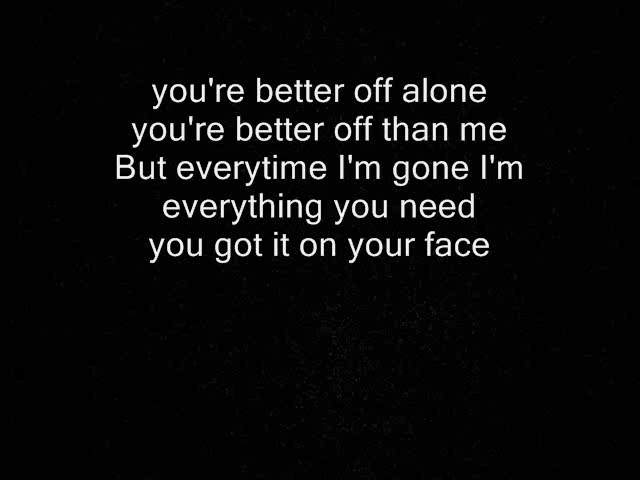 you're better off alone
you're better off than me
But everytime I'm gone I'm
everything you need
you got it on your face